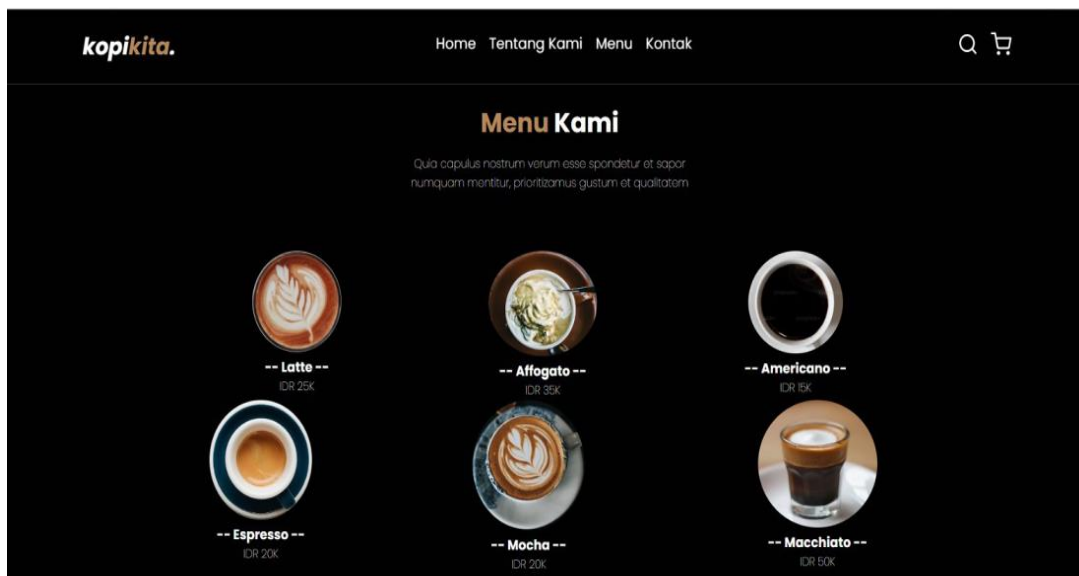 kopikita.
Home Tentang Kami Menu Kontak
Menu Kami
Quia capulus nostrum verum esse spondetur et sapor
numquam mentitur, prioritizamus gustum et qualitatem
-- Latte --
IDR 25K
-- Affogato --
IDR 35K
-- Americano --
IDR 15K
-- Espresso --
IDR 20K
-- Mocha --
IDR 20K
-- Macchiato --
IDR 50K